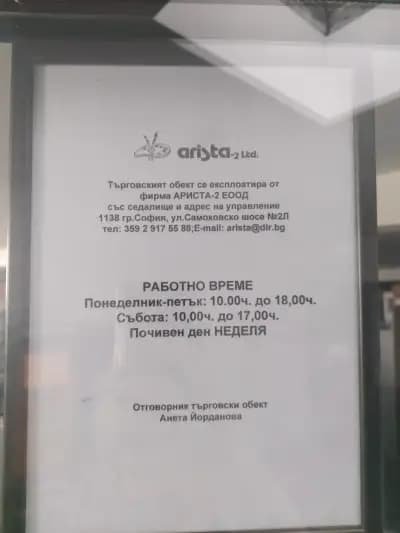 arista-2 Ltd.
Търговският обект се експлоатира от
фирма АРИСТА-2 ЕООД
със седалище и адрес на управление
1138 гр.София, ул.Самоковско шосе №2Л
тел: 359 2 917 55 88;E-mail: arista@dir.bg
РАБОТНО ВРЕМЕ
Понеделник-петък: 10.00ч. до 18,00ч.
Събота: 10,00ч. до 17,00ч.
Почивен ден НЕДЕЛЯ
Отговорник търговски обект
Анета Йорданова